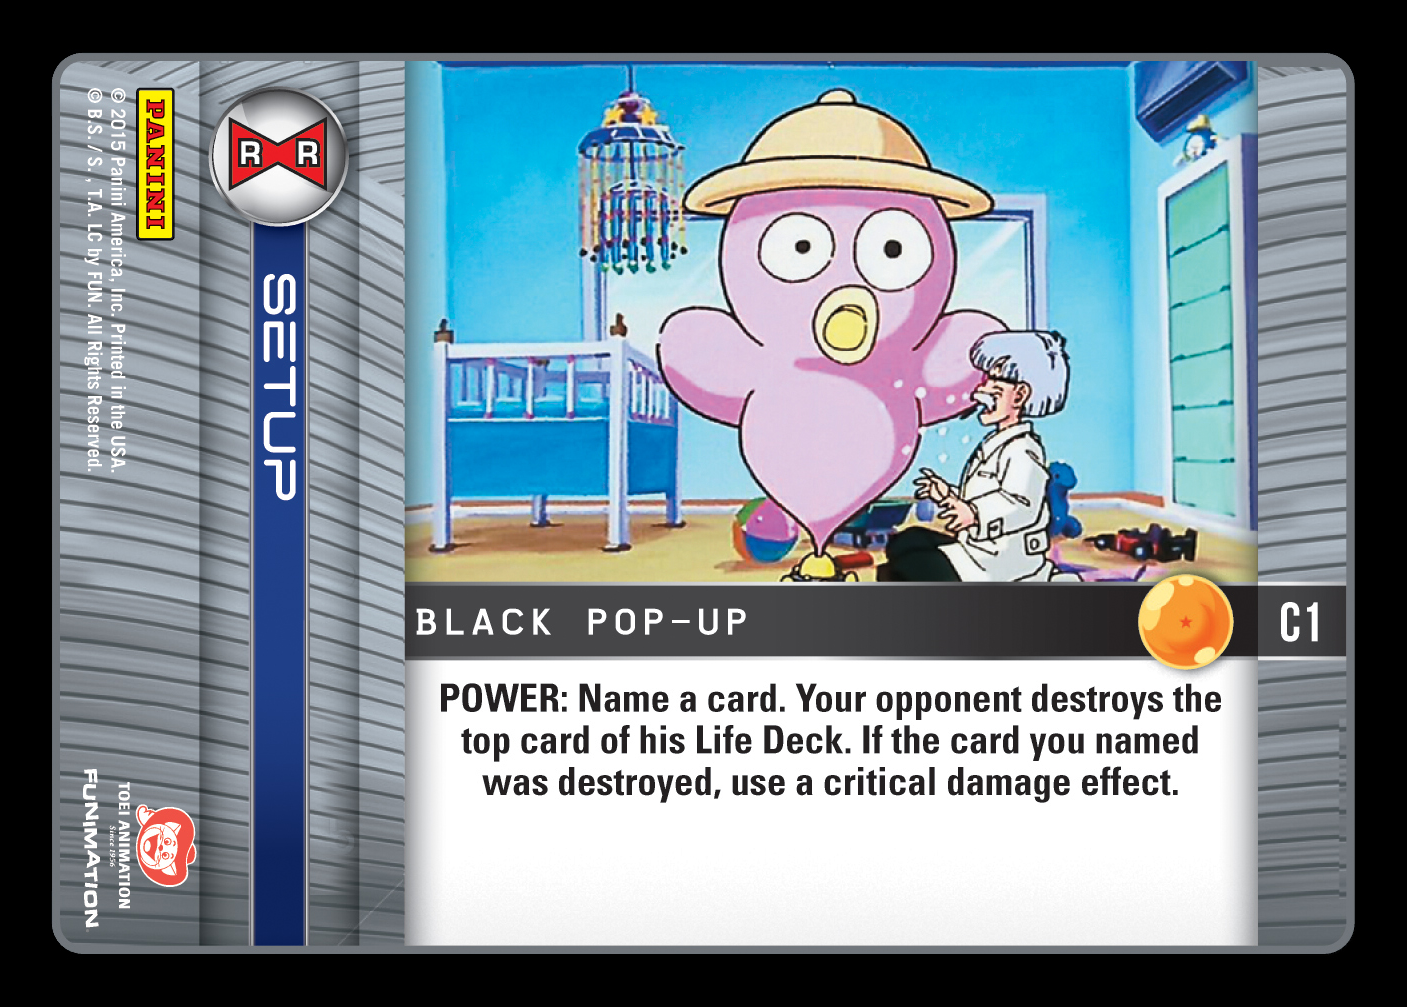 PANINI
© 2015 Panini America, Inc. Printed in the USA.
© B.S. / S., T.A. LC by FUN. All Rights Reserved.
R R
SETUP
BLACK POP-UP
C1
POWER: Name a card. Your opponent destroys the
top card of his Life Deck. If the card you named
was destroyed, use a critical damage effect.
TOEI ANIMATION
Since 1956
FUNIMATION